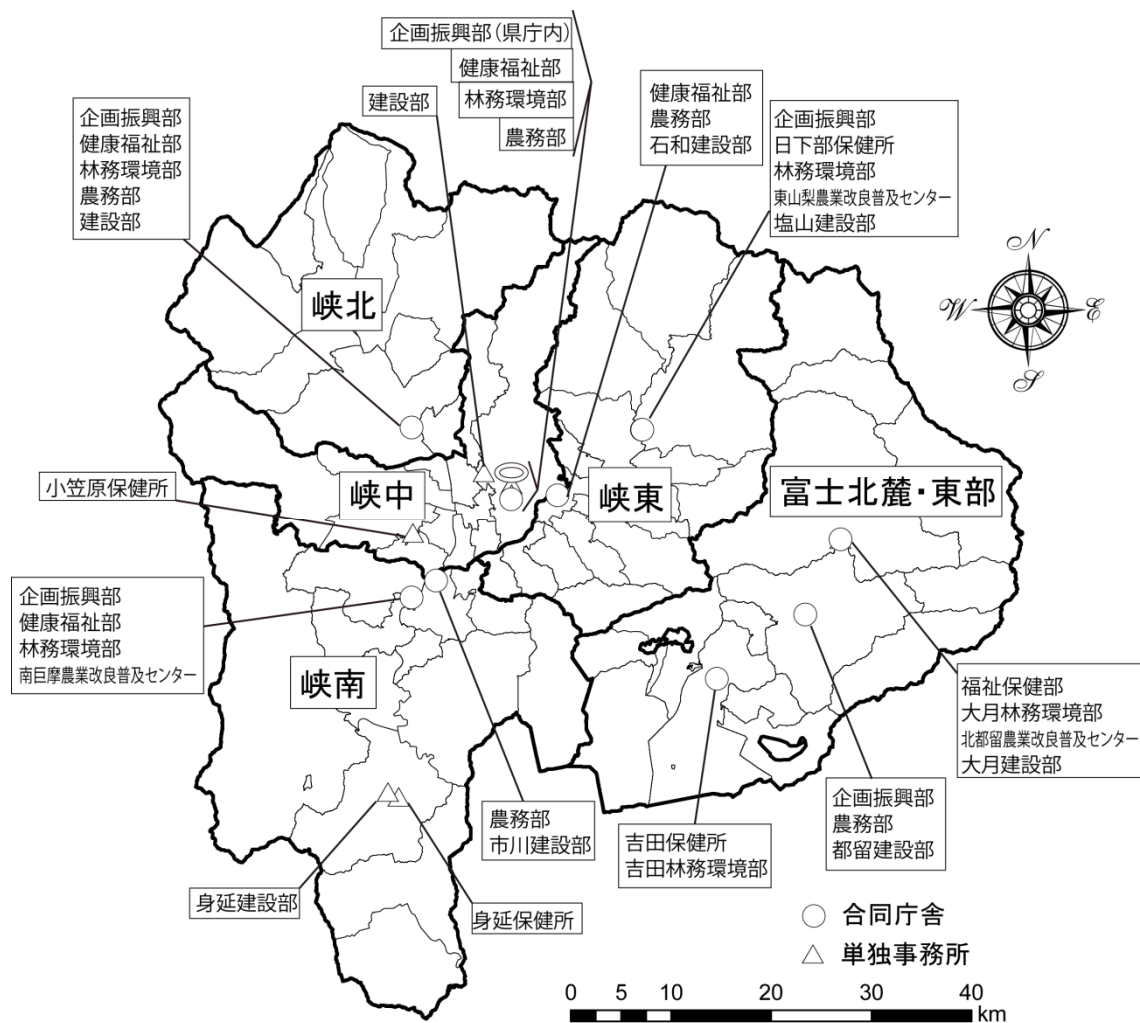 企画振興部（県庁内）
健康福祉部
林務環境部
農務部
建設部
企画振興部
健康福祉部
林務環境部
農務部
建設部
健康福祉部
農務部
石和建設部
企画振興部
日下部保健所
林務環境部
東山梨農業改良普及センター
塩山建設部
N
W
E
S
峡北
小笠原保健所
峡中
峡東
富士北麓・東部
企画振興部
健康福祉部
林務環境部
南巨摩農業改良普及センター
峡南
福祉保健部
大月林務環境部
北都留農業改良普及センター
大月建設部
企画振興部
農務部
都留建設部
農務部
市川建設部
吉田保健所
吉田林務環境部
身延建設部
身延保健所
合同庁舎
単独事務所
0 5 10 20 30 40
km